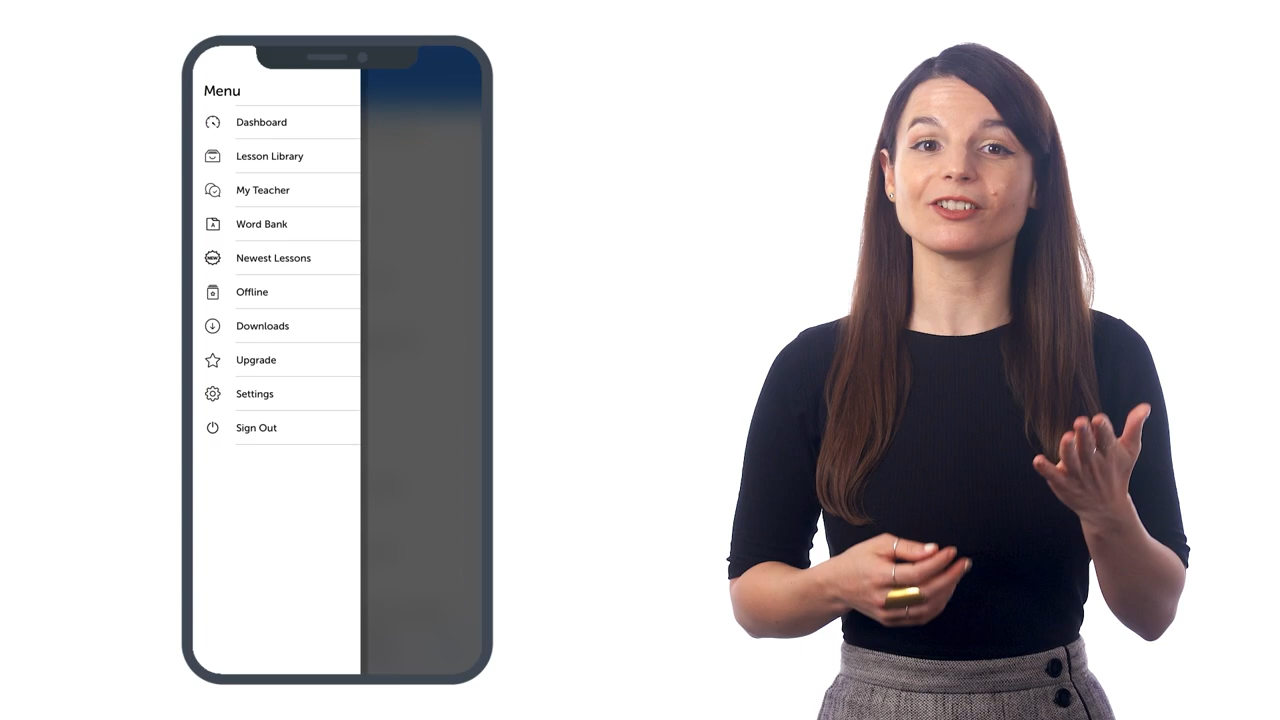 Menu
Dashboard
Lesson Library
My Teacher
Word Bank
Newest Lessons
Offline
Downloads
Upgrade
Settings
Sign Out